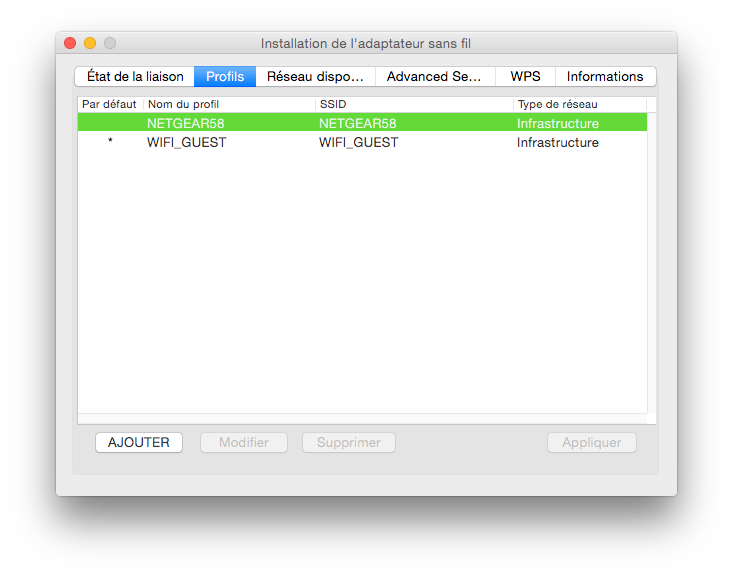 Installation de l'adaptateur sans fil
État de la liaison Profils Réseau dispo… Advanced Se… WPS Informations
Par défaut Nom du profil SSID Type de réseau
NETGEAR58 NETGEAR58 Infrastructure
* WIFI_GUEST WIFI_GUEST Infrastructure
AJOUTER Modifier Supprimer Appliquer